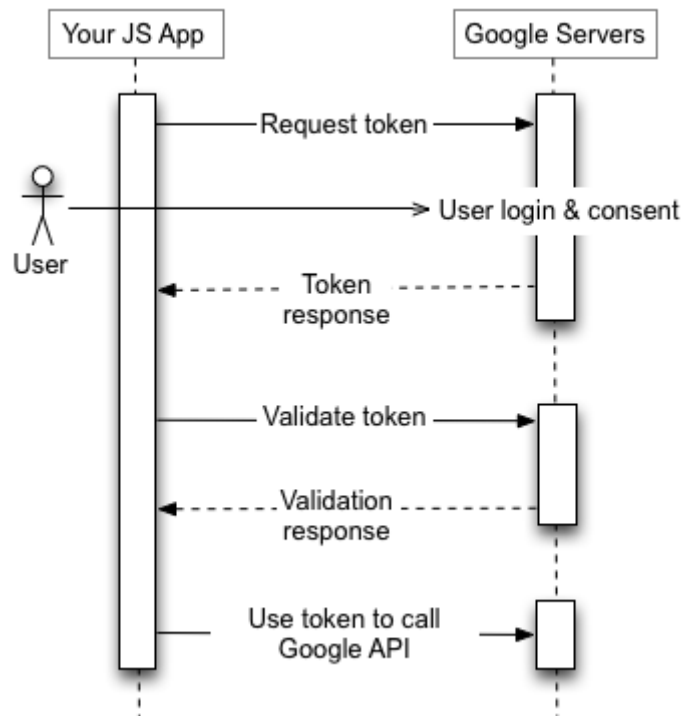 Your JS App
Google Servers
Request token
User login & consent
User
Token
response
Validate token
Validation
response
Use token to call
Google API